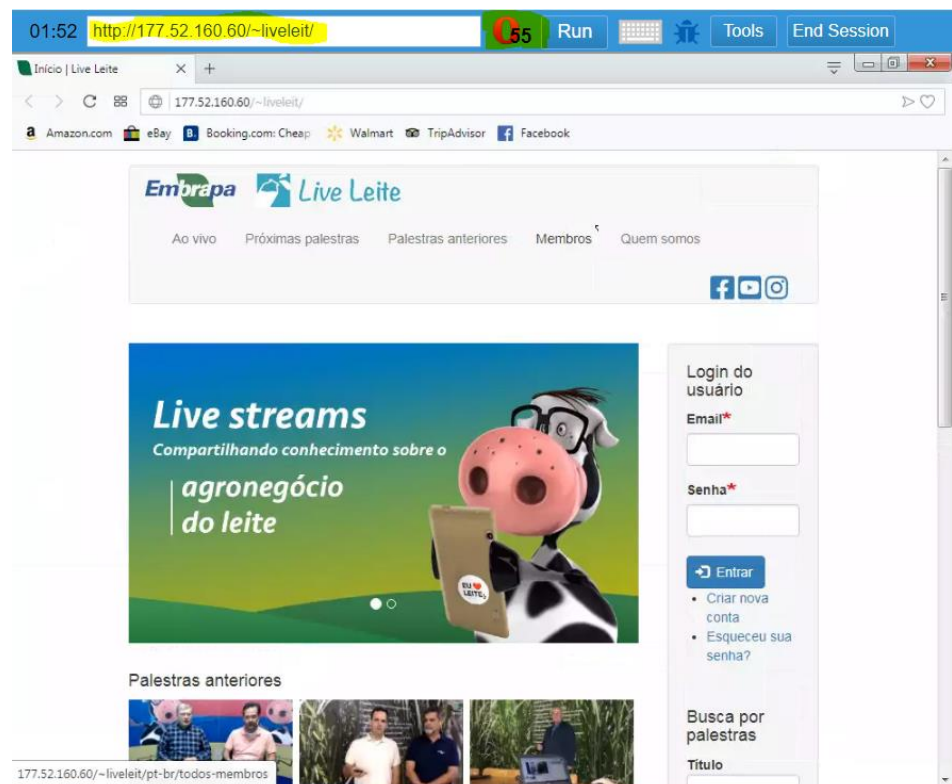 01:52 http://177.52.160.60/~liveleit/ 55 Run Tools End Session
Início | Live Leite
177.52.160.60/~liveleit/
Amazon.com eBay Booking.com: Cheap Walmart TripAdvisor Facebook
Embrapa Live Leite
Ao vivo Próximas palestras Palestras anteriores Membros Quem somos
Live streams
Compartilhando conhecimento sobre o
agronegócio
do leite
EU LEITE
Login do
usuário
Email*
Senha*
Entrar
Criar nova
conta
Esqueceu sua
senha?
Palestras anteriores
Busca por
palestras
Título
177.52.160.60/~liveleit/pt-br/todos-membros